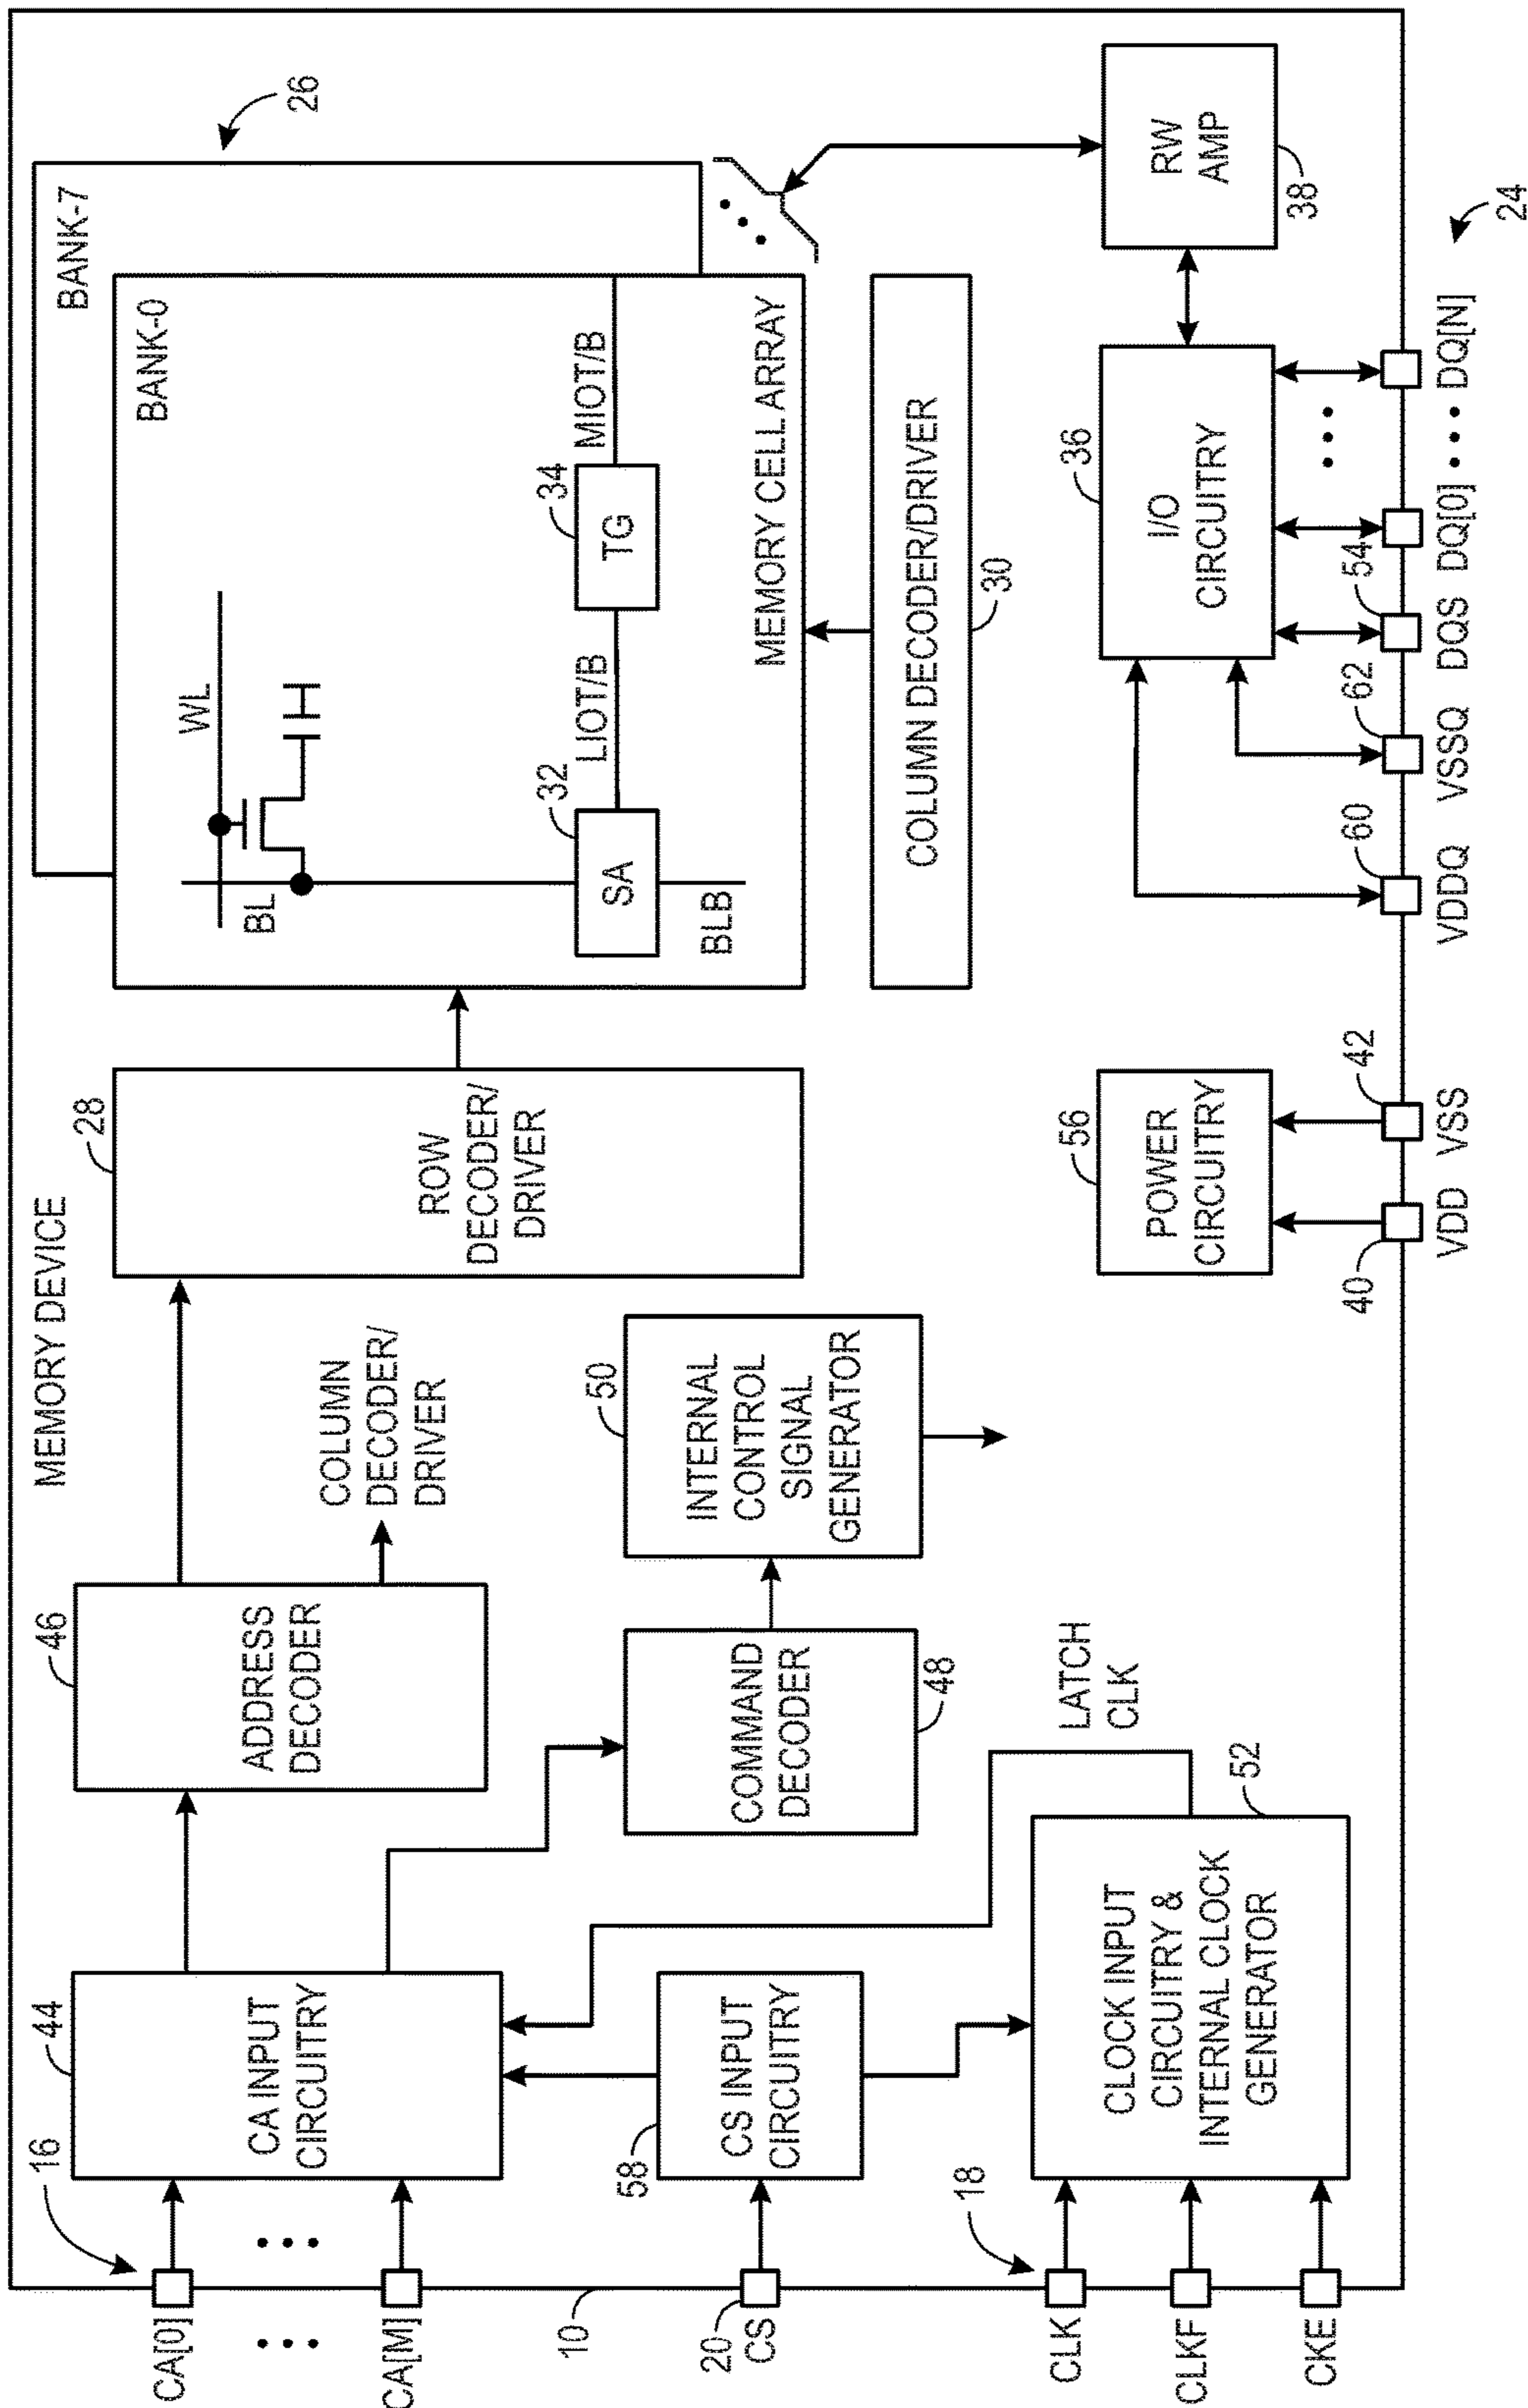 MEMORY DEVICE
26
BANK-7
BANK-0
WL
BL
32
SA
BLB
LIOT/B
34
TG
MIOT/B
MEMORY CELL ARRAY
28
ROW
DECODER/
DRIVER
COLUMN DECODER/DRIVER
30
46
ADDRESS
DECODER
COLUMN
DECODER/
DRIVER
50
INTERNAL
CONTROL
SIGNAL
GENERATOR
COMMAND
DECODER
48
16
44
CA INPUT
CIRCUITRY
CA[0]
CA[M]
10
58
CS INPUT
CIRCUITRY
20
CS
LATCH
CLK
52
CLOCK INPUT
CIRCUITRY &
INTERNAL CLOCK
GENERATOR
18
CLK
CLKF
CKE
56
POWER
CIRCUITRY
40
VDD
42
VSS
36
I/O
CIRCUITRY
RW
AMP
38
60
VDDQ
62
VSSQ
54
DQS
DQ[0]
DQ[N]
24